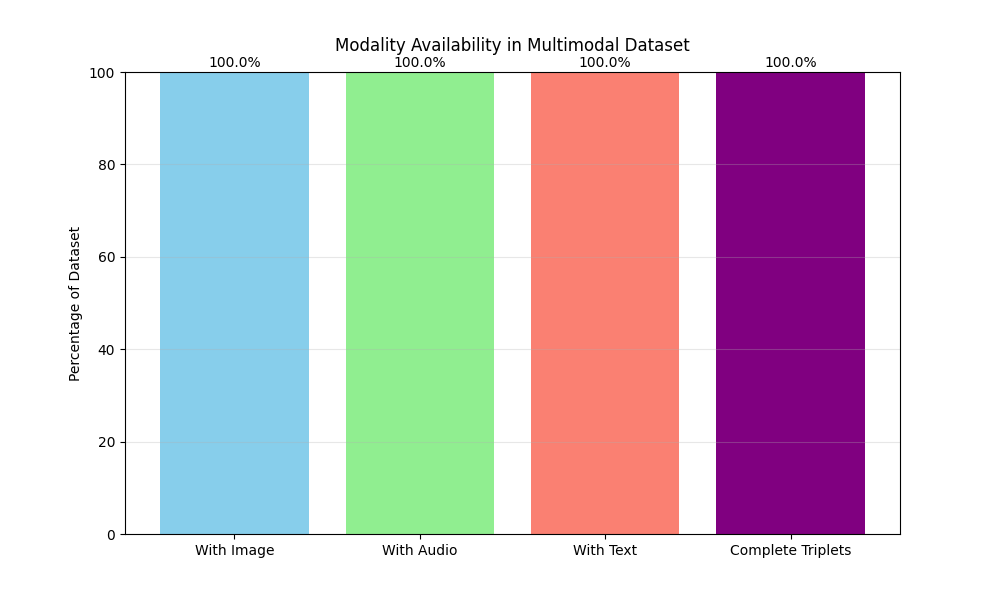 Modality Availability in Multimodal Dataset
100.0% 100.0% 100.0% 100.0%
Percentage of Dataset
100
80
60
40
20
0
With Image With Audio With Text Complete Triplets